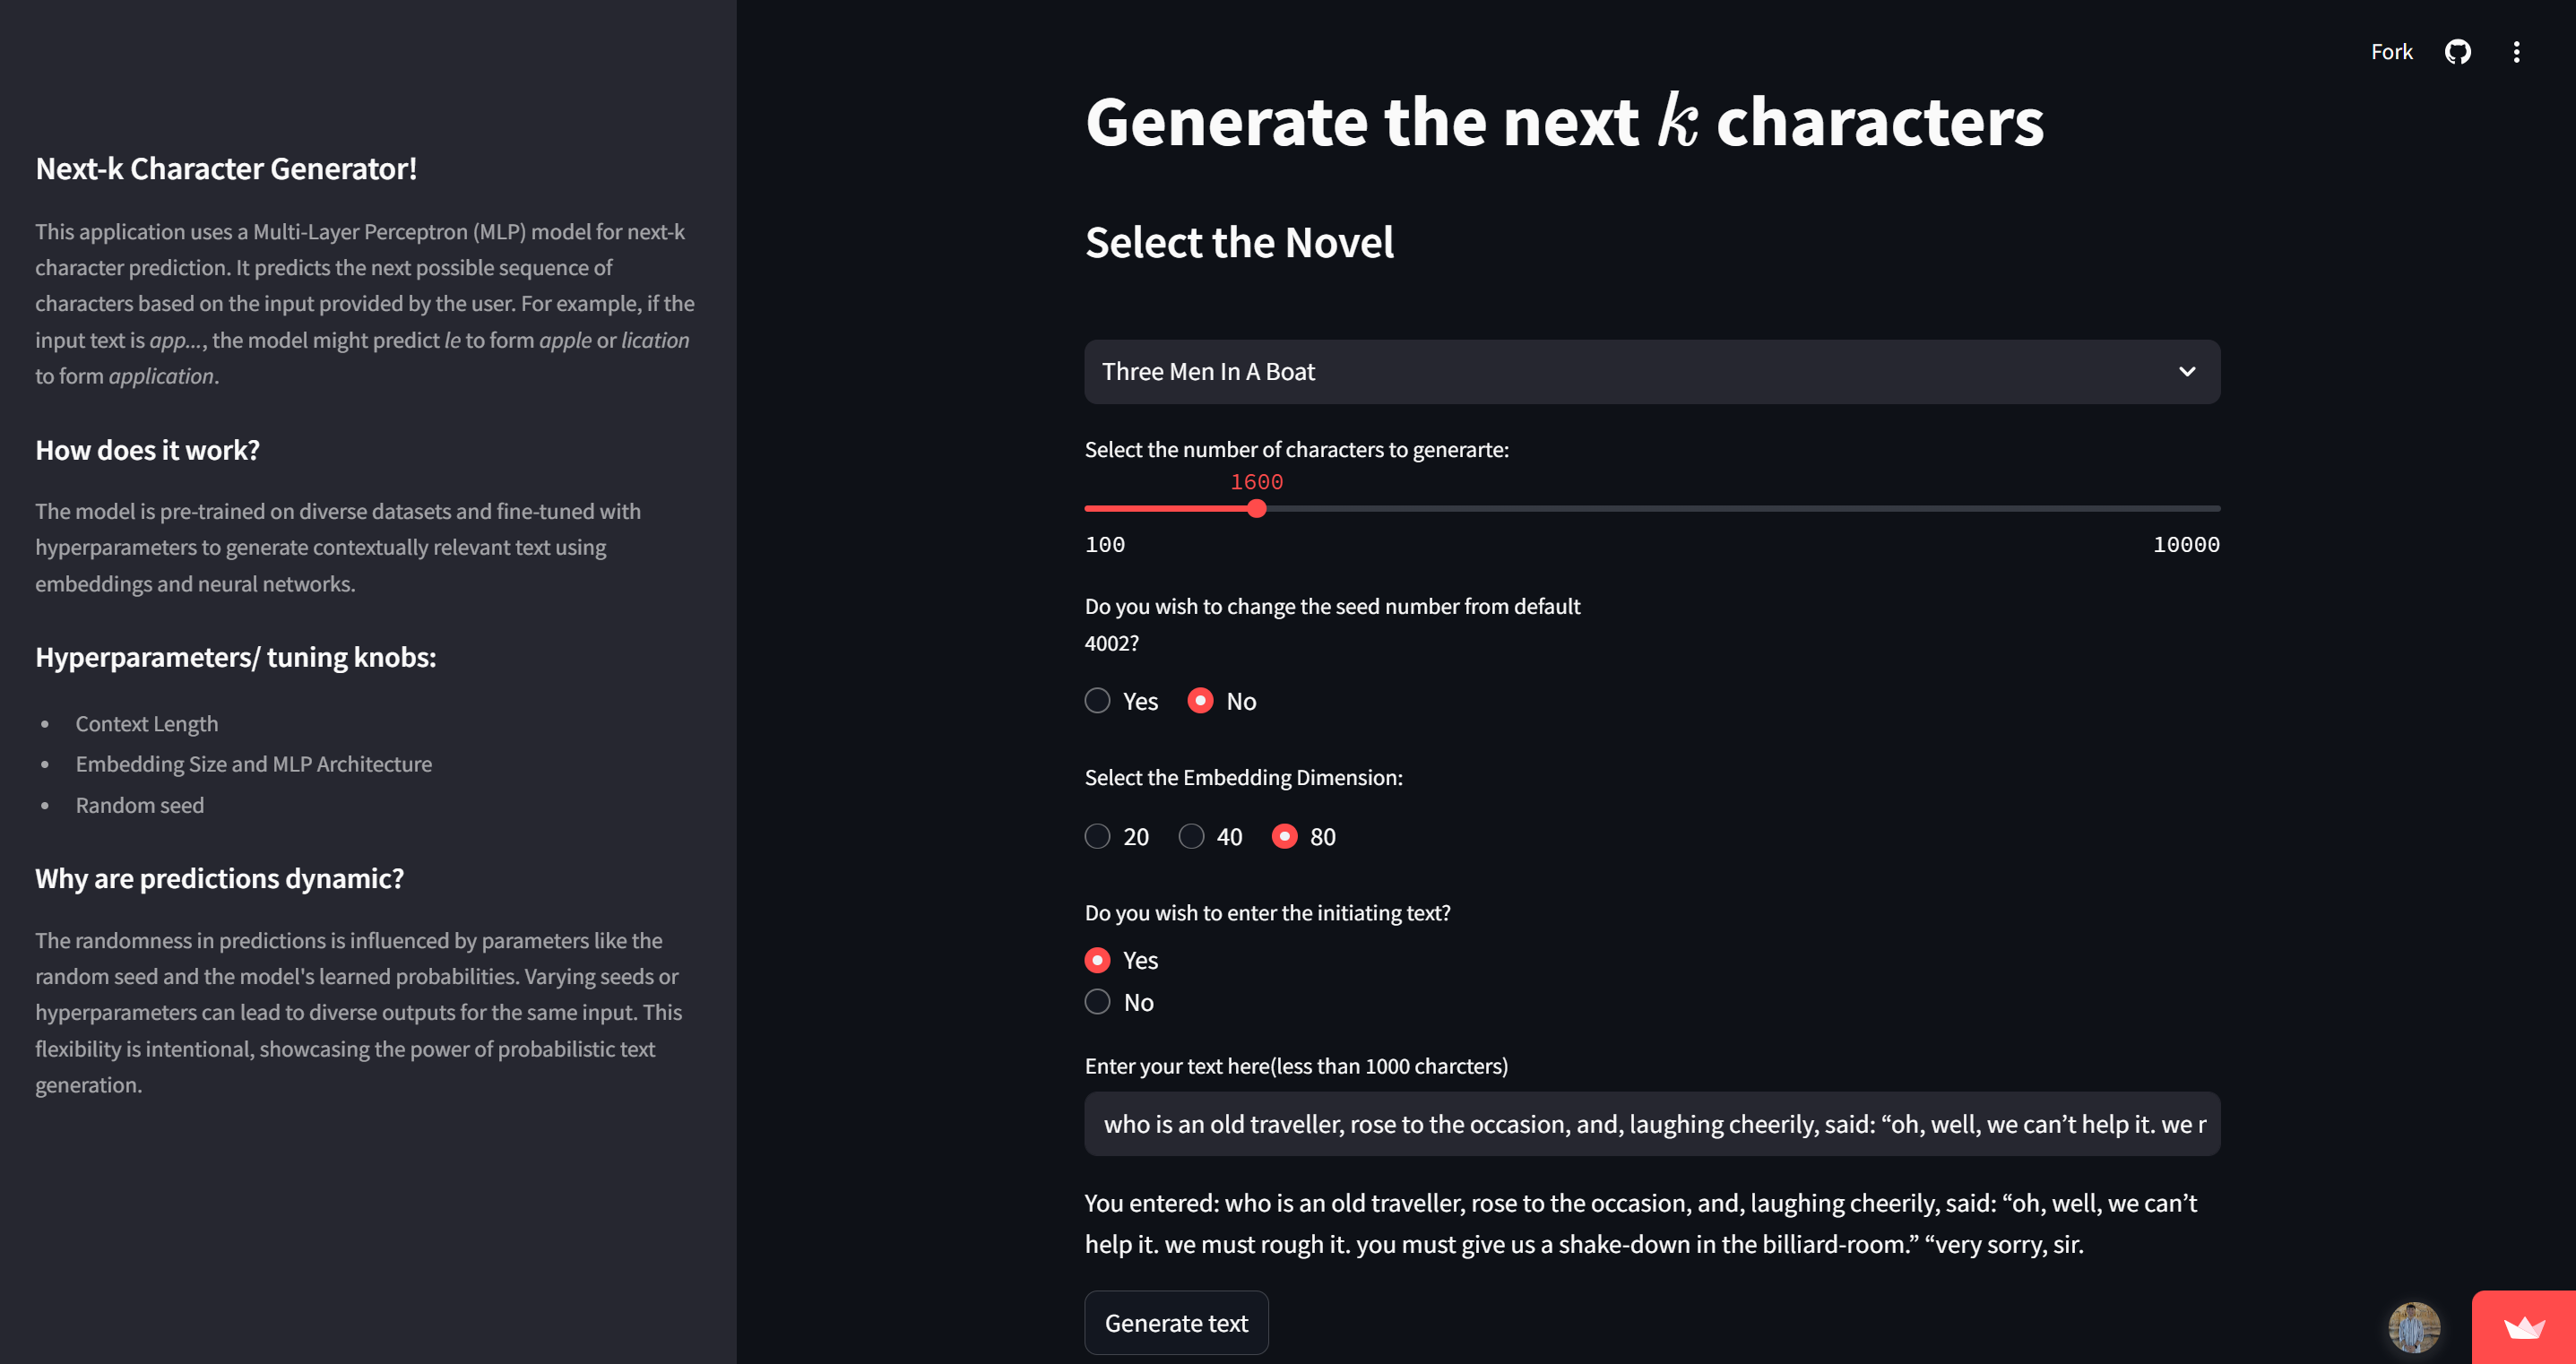 Fork
Generate the next k characters
Next-k Character Generator!
This application uses a Multi-Layer Perceptron (MLP) model for next-k
character prediction. It predicts the next possible sequence of
characters based on the input provided by the user. For example, if the
input text is app..., the model might predict le to form apple or lication
to form application.
How does it work?
The model is pre-trained on diverse datasets and fine-tuned with
hyperparameters to generate contextually relevant text using
embeddings and neural networks.
Hyperparameters/ tuning knobs:
• Context Length
• Embedding Size and MLP Architecture
• Random seed
Why are predictions dynamic?
The randomness in predictions is influenced by parameters like the
random seed and the model's learned probabilities. Varying seeds or
hyperparameters can lead to diverse outputs for the same input. This
flexibility is intentional, showcasing the power of probabilistic text
generation.
Select the Novel
Three Men In A Boat
Select the number of characters to generarte:
1600
100 10000
Do you wish to change the seed number from default
4002?
Yes No
Select the Embedding Dimension:
20 40 80
Do you wish to enter the initiating text?
Yes
No
Enter your text here(less than 1000 charcters)
who is an old traveller, rose to the occasion, and, laughing cheerily, said: “oh, well, we can’t help it. we r
You entered: who is an old traveller, rose to the occasion, and, laughing cheerily, said: “oh, well, we can’t
help it. we must rough it. you must give us a shake-down in the billiard-room.” “very sorry, sir.
Generate text